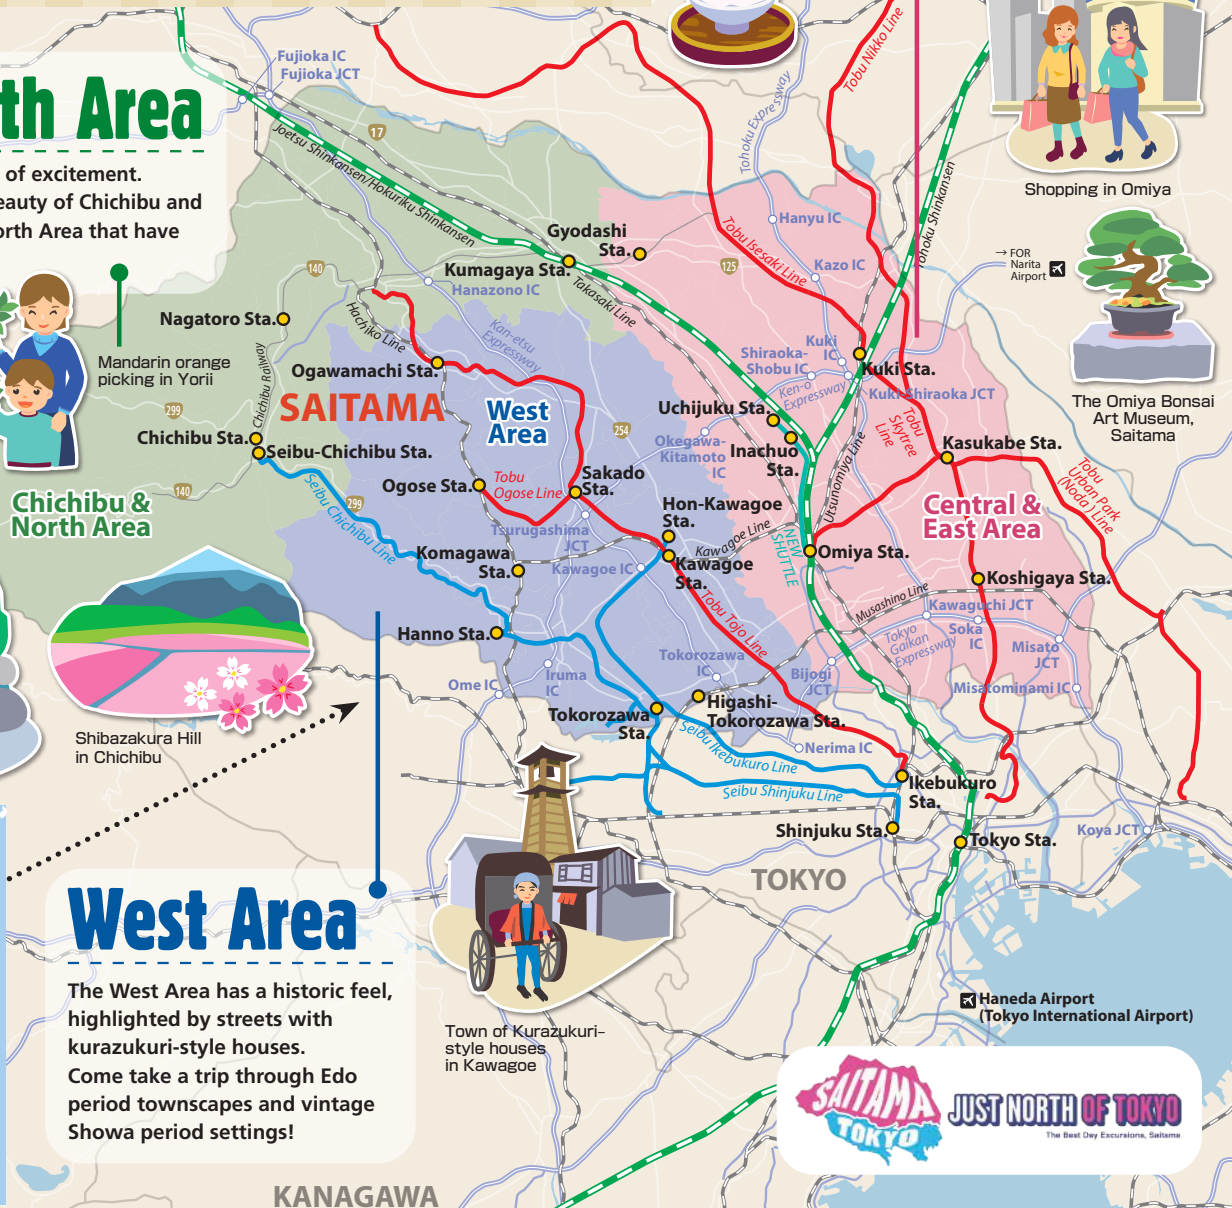 th Area
of excitement.
eauty of Chichibu and
orth Area that have
Fujioka IC
Fujioka JCT
17
Joetsu Shinkansen/Hokuriku Shinkansen
Tobu Nikko Line
Tohoku Expressway
Tohoku Shinkansen
Shopping in Omiya
→ FOR
Narita
Airport
The Omiya Bonsai
Art Museum,
Saitama
Hanyu IC
Kazo IC
Tobu Isesaki Line
125
Gyodashi
Sta.
Kumagaya Sta.
Takasaki Line
140
Hanazono IC
Hachiko Line
Kan-etsu
Expressway
Nagatoro Sta.
Mandarin orange
picking in Yorii
Ogawamachi Sta.
SAITAMA
West
Area
Chichibu Railway
299
254
Chichibu Sta.
Seibu-Chichibu Sta.
Chichibu &
North Area
140
299
Seibu Chichibu Line
Ogose Sta.
Tobu
Ogose Line
Sakado
Sta.
Tsurugashima
JCT
Kuki
IC
Shiraoka-
Shobu IC
Ken-o
Expressway
Kuki Sta.
Kuki-Shiraoka JCT
Uchijuku Sta.
Inachuo
Sta.
Okegawa-
Kitamoto
IC
Tobu
Skytree
Line
Kasukabe Sta.
Tobu
Urban Park
(Noda) Line
Utsunomiya Line
Central &
East Area
Hon-Kawagoe
Sta.
Kawagoe Line
NEW
SHUTTLE
Omiya Sta.
Komagawa
Sta.
Kawagoe IC
Kawagoe
Sta.
Tobu Tojo Line
Koshigaya Sta.
Musashino Line
Kawaguchi JCT
Tokyo
Gaikan
Expressway
Soka
IC
Misato
JCT
Misatominami IC
Hanno Sta.
Iruma
IC
Ome IC
Tokorozawa
IC
Bijogi
JCT
Tokorozawa
Sta.
Higashi-
Tokorozawa Sta.
Seibu Ikebukuro Line
Nerima IC
Seibu Shinjuku Line
Ikebukuro
Sta.
Shinjuku Sta.
Tokyo Sta.
Koya JCT
TOKYO
Shibazakura Hill
in Chichibu
West Area
The West Area has a historic feel,
highlighted by streets with
kurazukuri-style houses.
Come take a trip through Edo
period townscapes and vintage
Showa period settings!
Town of Kurazukuri-
style houses
in Kawagoe
Haneda Airport
(Tokyo International Airport)
SAITAMA
TOKYO
JUST NORTH OF TOKYO
The Best Day Excursions, Saitama
KANAGAWA